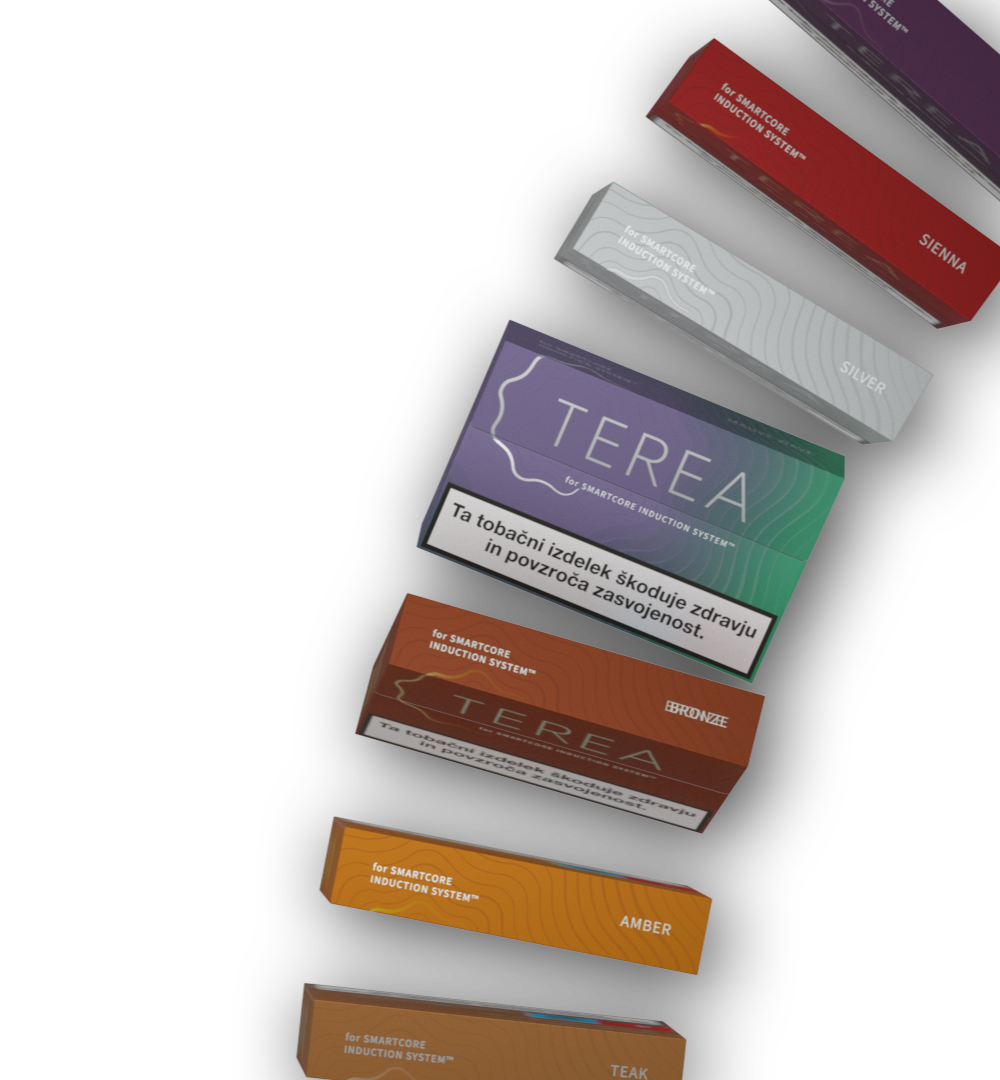 SYSTEM™
TEREA
for SMARTCORE
INDUCTION SYSTEM™
TEREA
SIENNA
for SMARTCORE
INDUCTION SYSTEM™
SILVER
TEREA
for SMARTCORE INDUCTION SYSTEM™
Ta tobačni izdelek škoduje zdravju
in povzroča zasvojenost.
for SMARTCORE
INDUCTION SYSTEM™
BRONZE
TEREA
for SMARTCORE INDUCTION SYSTEM™
Ta tobačni izdelek škoduje zdravju
in povzroča zasvojenost.
for SMARTCORE
INDUCTION SYSTEM™
AMBER
for SMARTCORE
INDUCTION SYSTEM™
TEAK